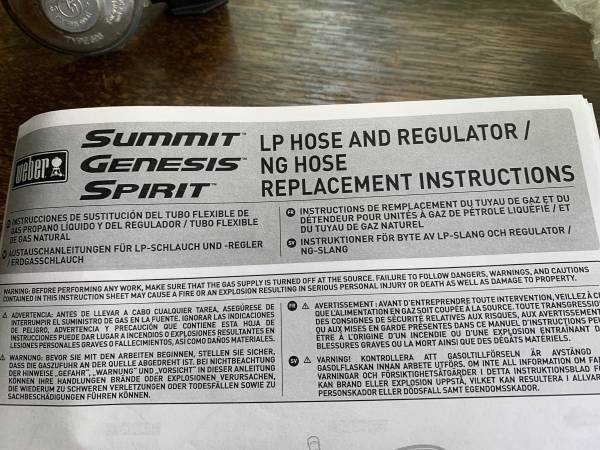 weber
SUMMIT™
GENESIS™
SPIRIT™
LP HOSE AND REGULATOR /
NG HOSE
REPLACEMENT INSTRUCTIONS
INSTRUCCIONES DE SUSTITUCIÓN DEL TUBO FLEXIBLE DE
GAS PROPANO LÍQUIDO Y DEL REGULADOR / TUBO FLEXIBLE
DE GAS NATURAL
AUSTAUSCHANLEITUNGEN FÜR LP-SCHLAUCH UND -REGLER
/ ERDGASSCHLAUCH
FR INSTRUCTIONS DE REMPLACEMENT DU TUYAU DE GAZ ET DU
DÉTENDEUR POUR UNITÉS À GAZ DE PÉTROLE LIQUÉFIÉ / ET
DU TUYAU DE GAZ NATUREL
SV INSTRUKTIONER FÖR BYTE AV LP-SLANG OCH REGULATOR /
NG-SLANG
WARNING: BEFORE PERFORMING ANY WORK, MAKE SURE THAT THE GAS SUPPLY IS TURNED OFF AT THE SOURCE. FAILURE TO FOLLOW DANGERS, WARNINGS, AND CAUTIONS
CONTAINED IN THIS INSTRUCTION SHEET MAY CAUSE A FIRE OR AN EXPLOSION RESULTING IN SERIOUS PERSONAL INJURY OR DEATH AS WELL AS DAMAGE TO PROPERTY.
⚠ ADVERTENCIA: ANTES DE LLEVAR A CABO CUALQUIER TAREA, ASEGÚRESE DE
INTERRUMPIR EL SUMINISTRO DE GAS EN LA FUENTE. IGNORAR LAS INDICACIONES
DE PELIGRO, ADVERTENCIA Y PRECAUCIÓN QUE CONTIENE ESTA HOJA DE
INSTRUCCIONES PUEDE DAR LUGAR A INCENDIOS O EXPLOSIONES RESULTANTES EN
LESIONES PERSONALES GRAVES O FALLECIMIENTOS, ASÍ COMO DAÑOS MATERIALES.
⚠ WARNUNG: BEVOR SIE MIT DEN ARBEITEN BEGINNEN, STELLEN SIE SICHER,
DASS DIE GASZUFUHR AN DER QUELLE ABGEDREHT IST. BEI NICHTBEACHTUNG
DER HINWEISE „GEFAHR", „WARNUNG" UND „VORSICHT" IN DIESER ANLEITUNG
KÖNNEN IHRE HANDLUNGEN BRÄNDE ODER EXPLOSIONEN VERURSACHEN,
DIE WIEDERUM ZU SCHWEREN VERLETZUNGEN ODER TODESFÄLLEN SOWIE ZU
SACHBESCHÄDIGUNGEN FÜHREN KÖNNEN.
FR ⚠ AVERTISSEMENT : AVANT D'ENTREPRENDRE TOUTE INTERVENTION, VEILLEZ À
QUE L'ALIMENTATION EN GAZ SOIT COUPÉE À LA SOURCE. TOUTE
DES CONSIGNES DE SÉCURITÉ RELATIVES AUX RISQUES, AUX
QU AUX MISES EN GARDE PRÉSENTES DANS CE MANUEL D'INSTRUCTIONS
ÊTRE À L'ORIGINE D'UN INCENDIE OU D'UNE EXPLOSION
BLESSURES GRAVES OU LA MORT AINSI QUE DES DÉGÂTS MATÉRIELS.
SV ⚠ VARNING! KONTROLLERA ATT GASOLTILLFÖRSELN ÄR AVSTÄNGD
GASOLFLASKAN INNAN ARBETE UTFÖRS. OM INTE ALL INFORMATION OM
VARNINGAR OCH FÖRSIKTIGHETSÅTGÄRDER I DETTA INSTRUKTIONSBLAD
KAN BRAND ELLER EXPLOSION UPPSTÅ, VILKET KAN RESULTERA I
PERSONSKADOR ELLER DÖDSFALL SAMT EGENDOMSSKADOR.